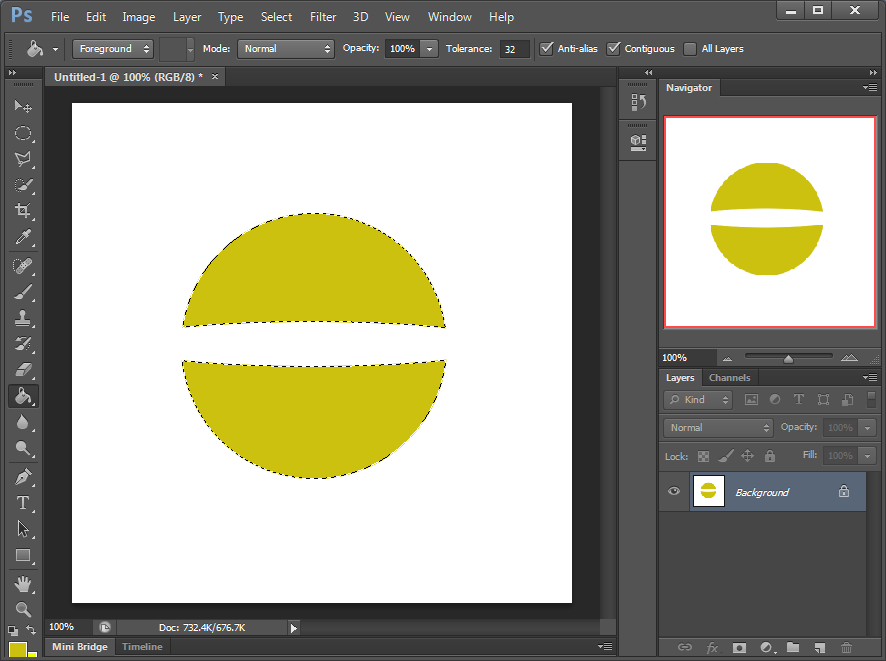 Ps File Edit Image Layer Type Select Filter 3D View Window Help
Foreground Mode: Normal Opacity: 100% Tolerance: 32 Anti-alias Contiguous All Layers
Untitled-1 @ 100% (RGB/8) * ×
Navigator
100%
Layers Channels
Kind
Normal Opacity: 100%
Lock: Fill: 100%
Background
fx
T
100% Doc: 732.4K/676.7K
Mini Bridge Timeline